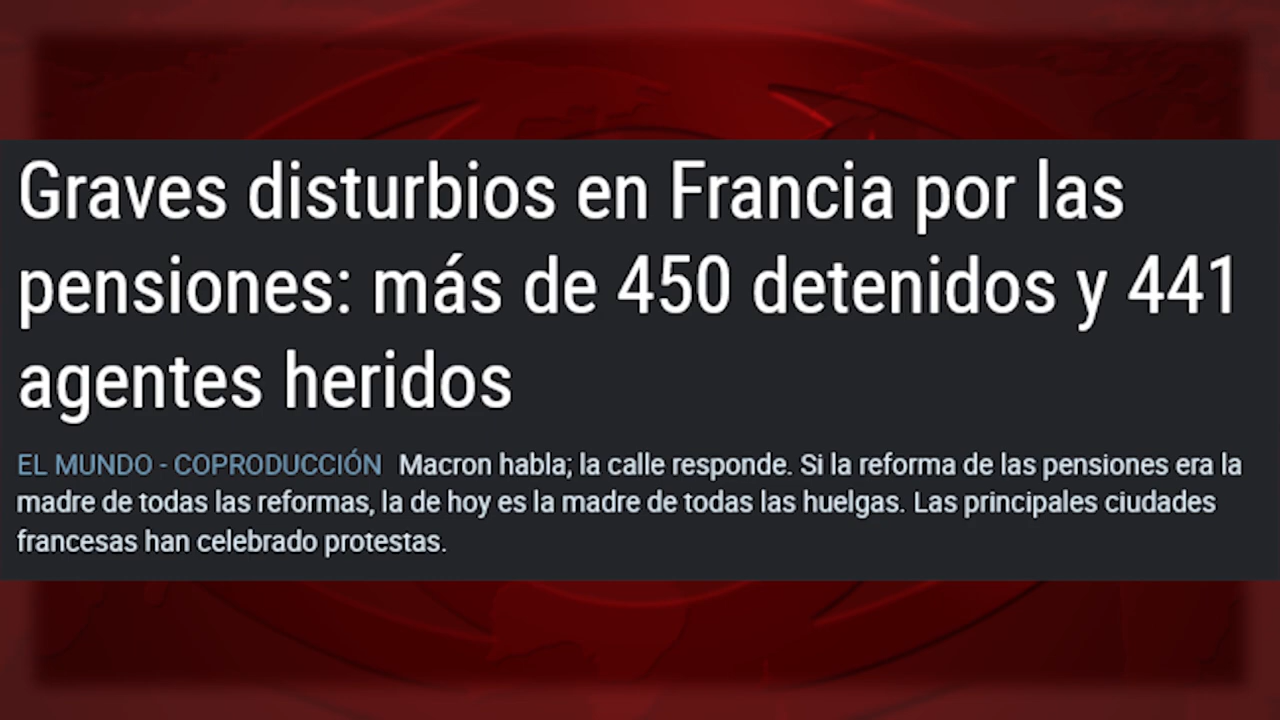 Graves disturbios en Francia por las
pensiones: más de 450 detenidos y 441
agentes heridos
EL MUNDO - COPRODUCCIÓN Macron habla; la calle responde. Si la reforma de las pensiones era la
madre de todas las reformas, la de hoy es la madre de todas las huelgas. Las principales ciudades
francesas han celebrado protestas.